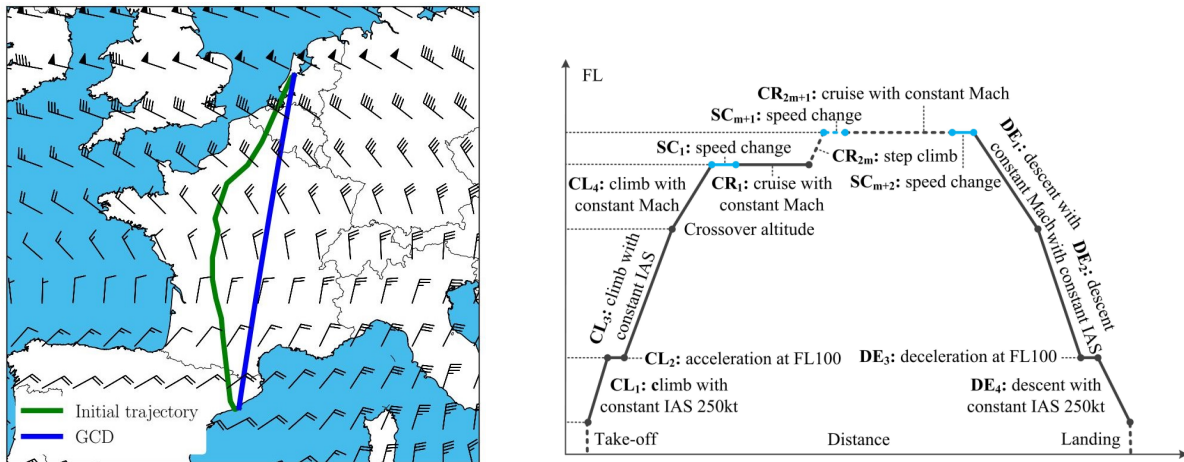 Initial trajectory
GCD
FL
CR2m+1: cruise with constant Mach
SCm+1: speed change
SC1: speed change
CR2m: step climb
CL4: climb with
constant Mach
CR1: cruise with
constant Mach
SCm+2: speed change
DE1: descent with
constant Mach
Crossover altitude
CL3: climb with
constant IAS
DE2: descent
with constant IAS
CL2: acceleration at FL100
DE3: deceleration at FL100
CL1: climb with
constant IAS 250kt
DE4: descent with
constant IAS 250kt
Take-off
Distance
Landing